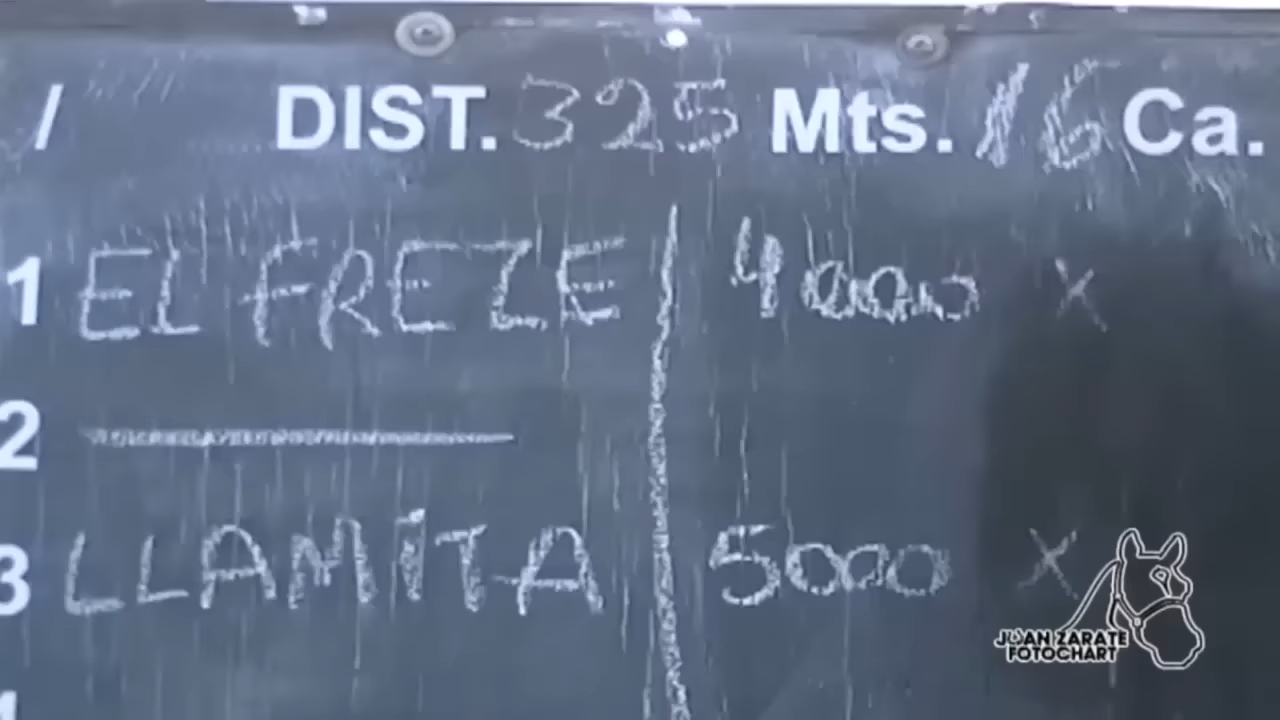 / DIST. 325 Mts. 16 Ca.
1 EL FREZE 4000 x
2
3 LLAMITA 5000 x
JUAN ZARATE
FOTOCHART